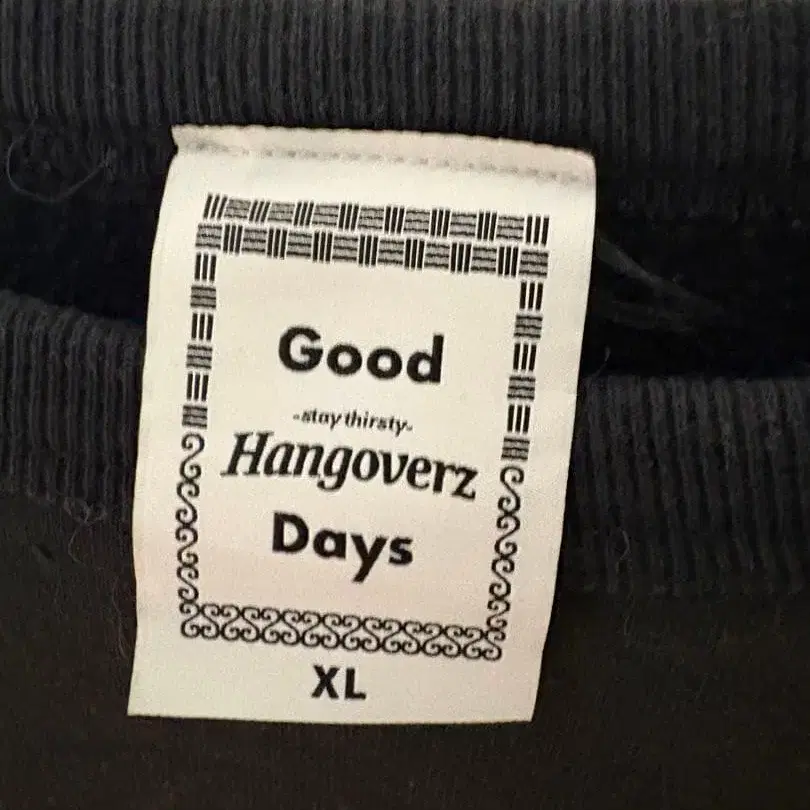 Good
-stay thirsty-
Hangoverz
Days
XL